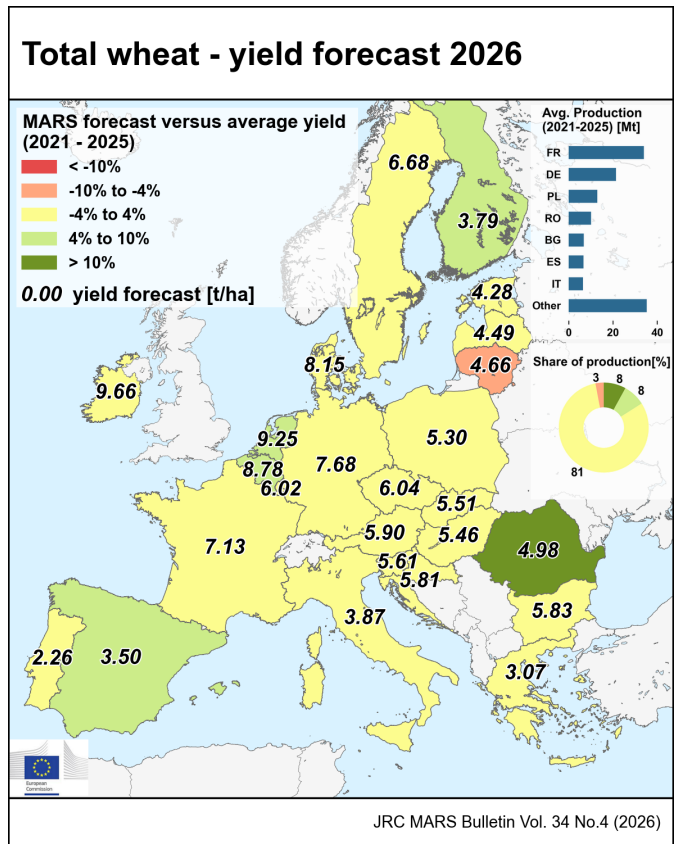 Total wheat - yield forecast 2026
MARS forecast versus average yield
(2021 - 2025)
< -10%
-10% to -4%
-4% to 4%
4% to 10%
> 10%
0.00 yield forecast [t/ha]
Avg. Production
(2021-2025) [Mt]
FR
DE
PL
RO
BG
ES
IT
Other
0 20 40
Share of production[%]
3 8
8
81
6.68
3.79
4.28
4.49
4.66
8.15
9.66
9.25
8.78
6.02
7.68
5.30
6.04
5.51
5.90
5.46
5.61
5.81
7.13
4.98
5.83
3.87
3.07
2.26
3.50
European
Commission
JRC MARS Bulletin Vol. 34 No.4 (2026)